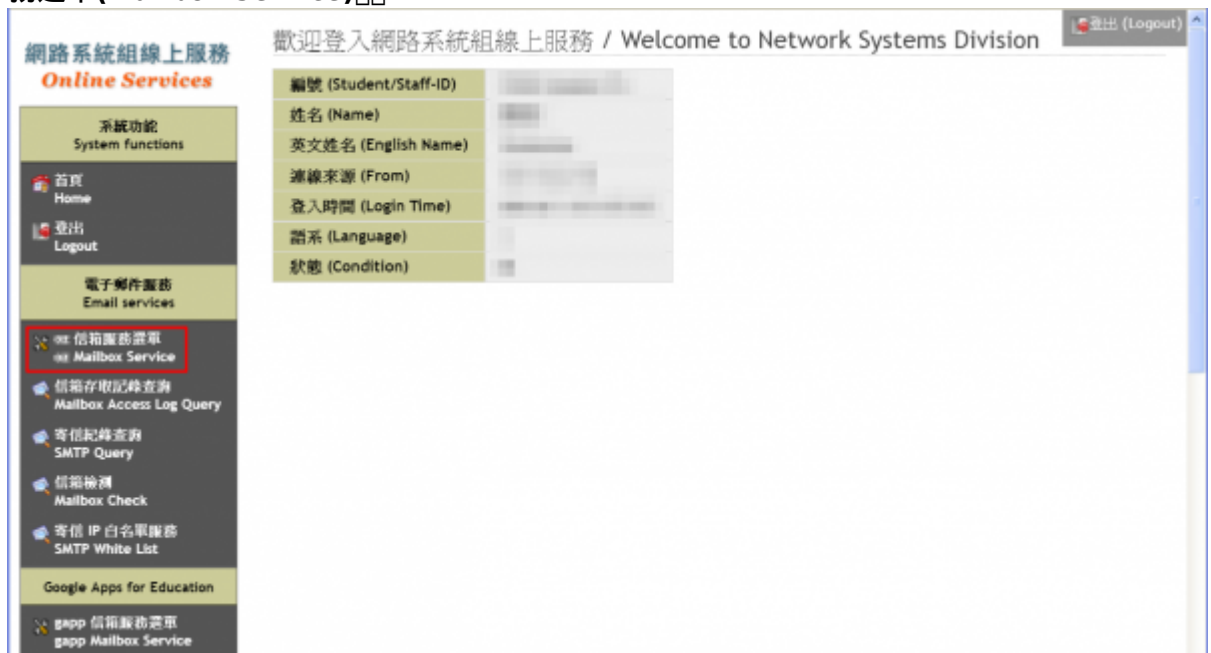 網路系統組線上服務
Online Services
系統功能
System functions
首頁
Home
登出
Logout
電子郵件服務
Email services
信箱服務選單
Mailbox Service
信箱存取記錄查詢
Mailbox Access Log Query
寄信記錄查詢
SMTP Query
信箱檢測
Mailbox Check
寄信 IP 白名單服務
SMTP White List
Google Apps for Education
gapp 信箱服務選單
gapp Mailbox Service
登出 (Logout)
歡迎登入網路系統組線上服務 / Welcome to Network Systems Division
編號 (Student/Staff-ID)
姓名 (Name)
英文姓名 (English Name)
連線來源 (From)
登入時間 (Login Time)
語系 (Language)
狀態 (Condition)